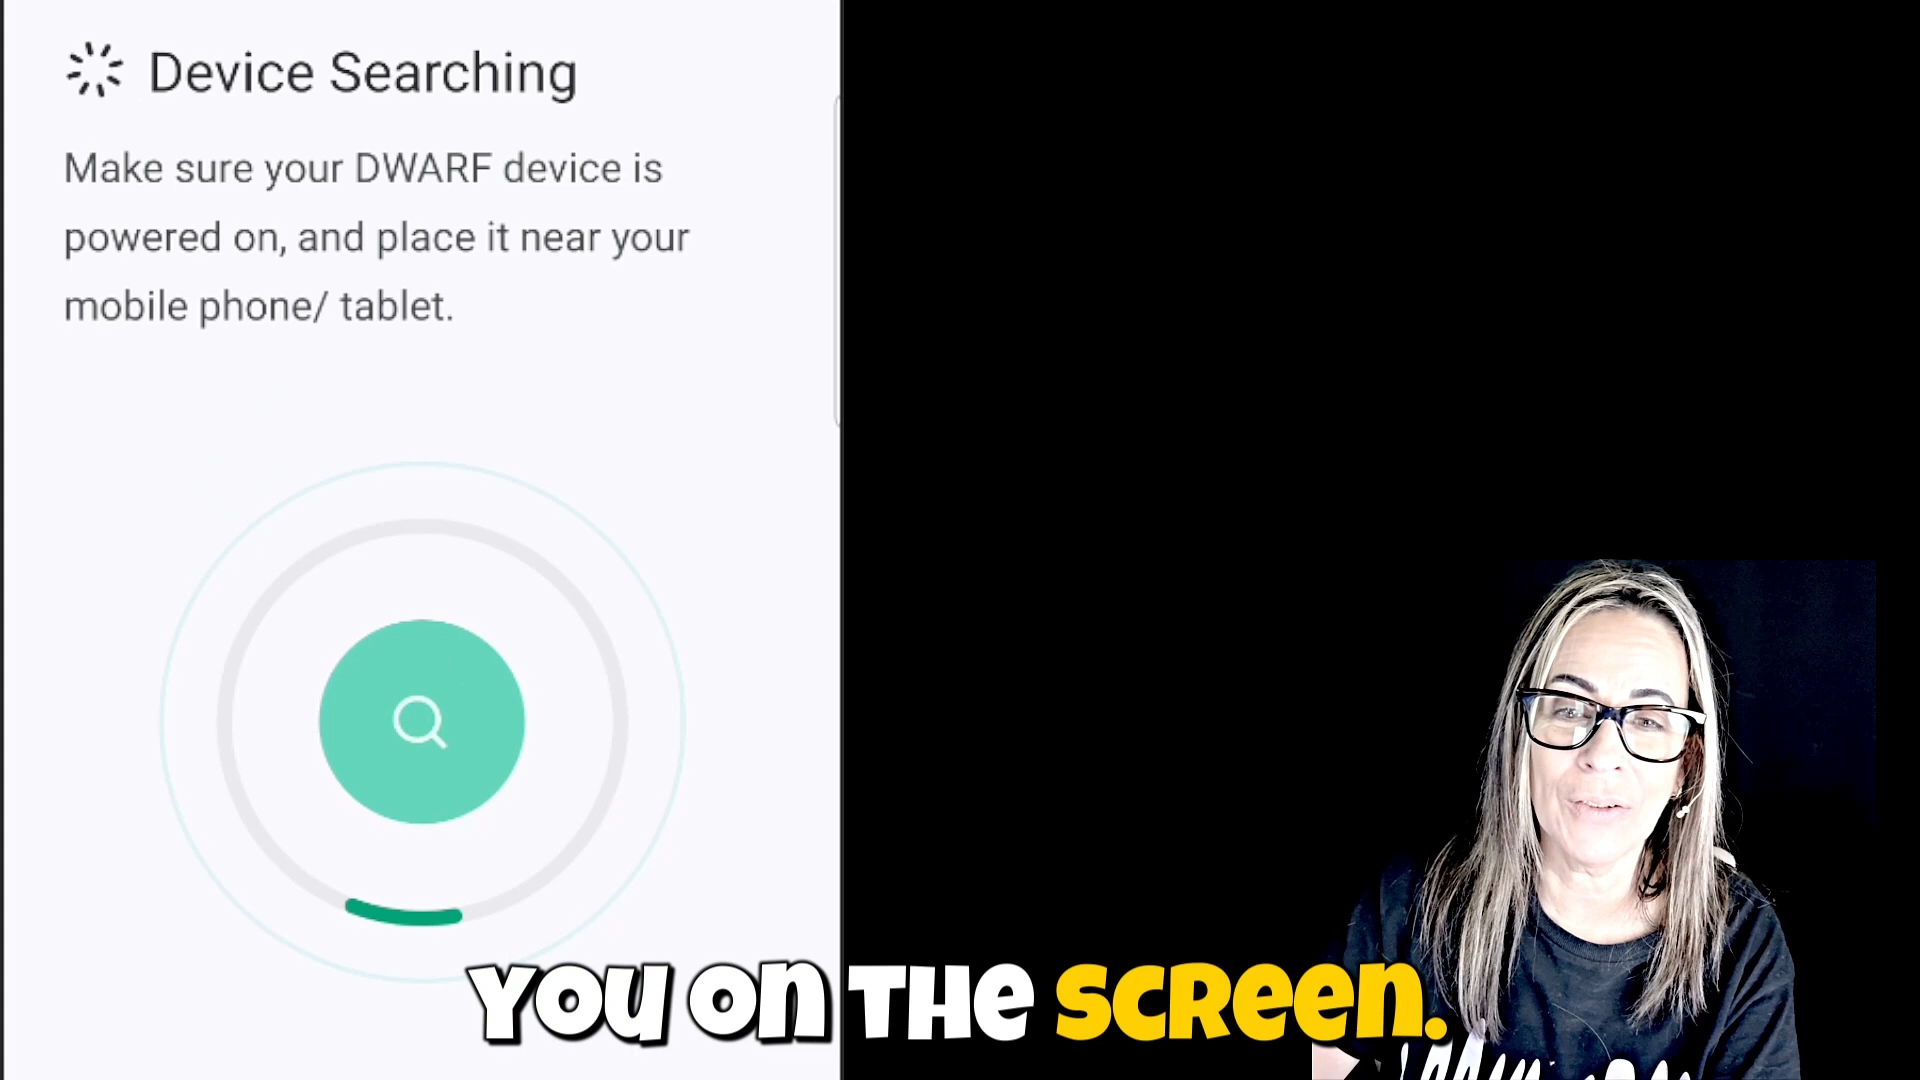 Device Searching
Make sure your DWARF device is
powered on, and place it near your
mobile phone/ tablet.
YOU ON THE SCREEN.